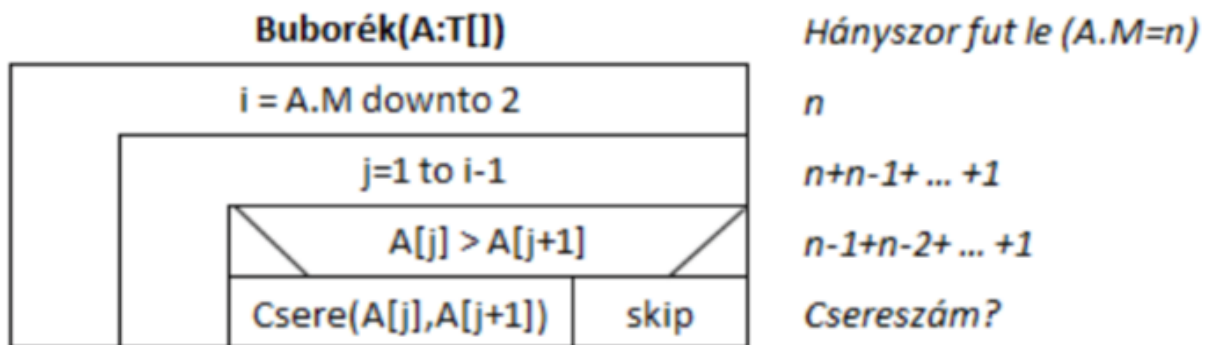 Buborék(A:T[]) Hányszor fut le (A.M=n)
i = A.M downto 2 n
j=1 to i-1 n+n-1+ ... +1
A[j] > A[j+1] n-1+n-2+ ... +1
Csere(A[j],A[j+1]) skip Csereszám?